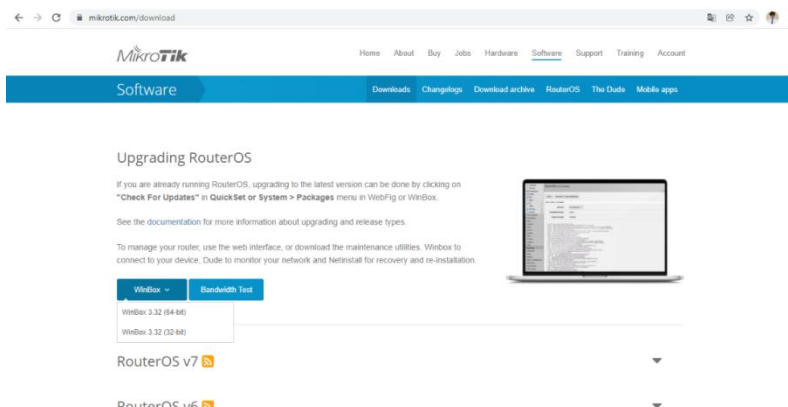 mikrotik.com/download
MikroTik
Home About Buy Jobs Hardware Software Support Training Account
Software
Downloads Changelogs Download archive RouterOS The Dude Mobile apps
Upgrading RouterOS
If you are already running RouterOS, upgrading to the latest version can be done by clicking on
"Check For Updates" in QuickSet or System > Packages menu in WebFig or WinBox.
See the documentation for more information about upgrading and release types.
To manage your router, use the web interface, or download the maintenance utilities. Winbox to
connect to your device, Dude to monitor your network and Netinstall for recovery and re-installation.
WinBox Bandwidth Test
WinBox 3.32 (64-bit)
WinBox 3.32 (32-bit)
RouterOS v7
RouterOS v6